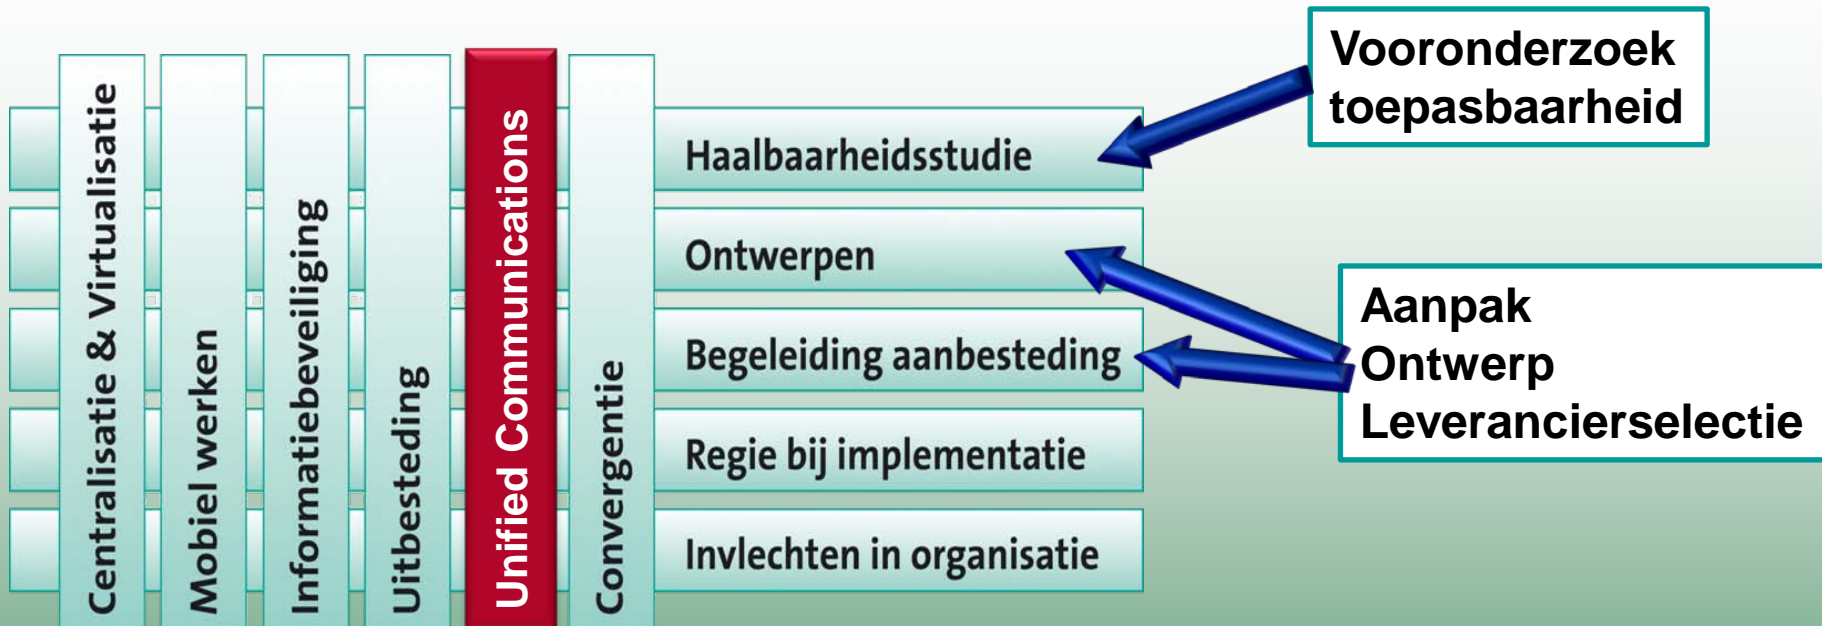 Centralisatie & Virtualisatie
Mobiel werken
Informatiebeveiliging
Uitbesteding
Unified Communications
Convergentie
Haalbaarheidsstudie
Ontwerpen
Begeleiding aanbesteding
Regie bij implementatie
Invlechten in organisatie
Vooronderzoek
toepasbaarheid
Aanpak
Ontwerp
Leverancierselectie